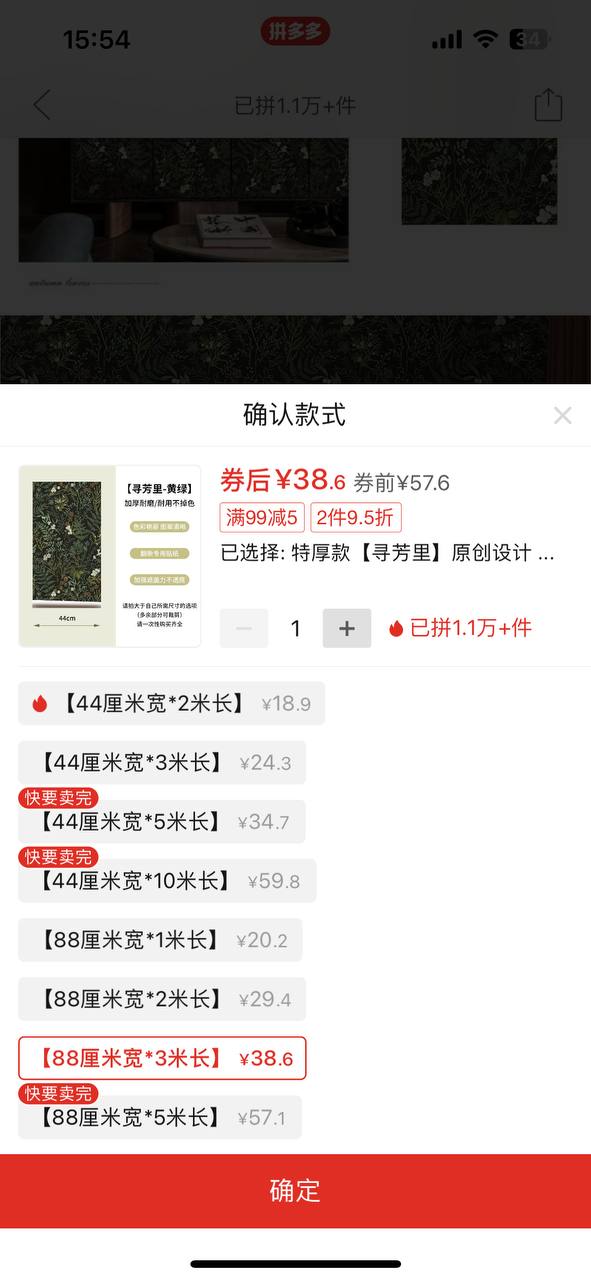 15:54
拼多多
34
已拼1.1万+件
autumn leaves
确认款式
【寻芳里-黄绿】
加厚耐磨/耐用不掉色
色彩艳丽 图案清晰
翻新专用贴纸
加强遮盖力不透底
请拍大于自己所需尺寸的选项
(多余部分可裁剪)
请一次性购买齐全
44cm
券后¥38.6 券前¥57.6
满99减5 2件9.5折
已选择: 特厚款【寻芳里】原创设计 ...
1
已拼1.1万+件
【44厘米宽*2米长】 ¥18.9
【44厘米宽*3米长】 ¥24.3
快要卖完
【44厘米宽*5米长】 ¥34.7
快要卖完
【44厘米宽*10米长】 ¥59.8
【88厘米宽*1米长】 ¥20.2
【88厘米宽*2米长】 ¥29.4
【88厘米宽*3米长】 ¥38.6
快要卖完
【88厘米宽*5米长】 ¥57.1
确定